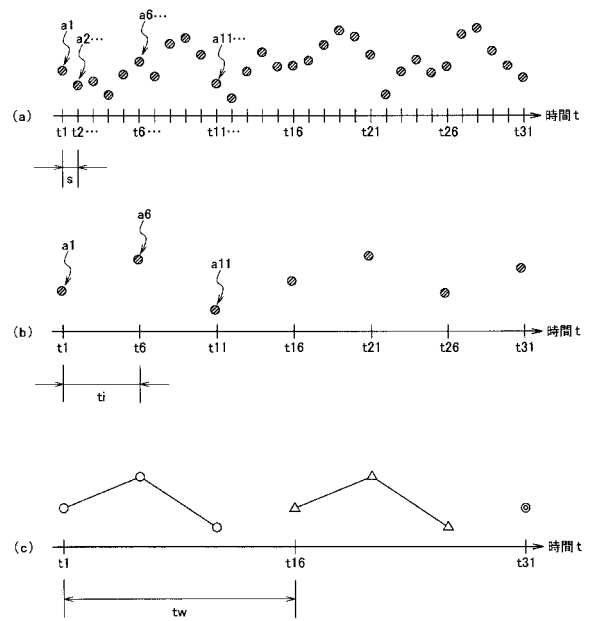 a1
a2…
a6…
a11…
(a)
t1 t2… t6… t11… t16 t21 t26 t31 時間 t
s
a1
a6
a11
(b)
t1 t6 t11 t16 t21 t26 t31 時間 t
ti
(c)
t1 t16 t31 時間 t
tw